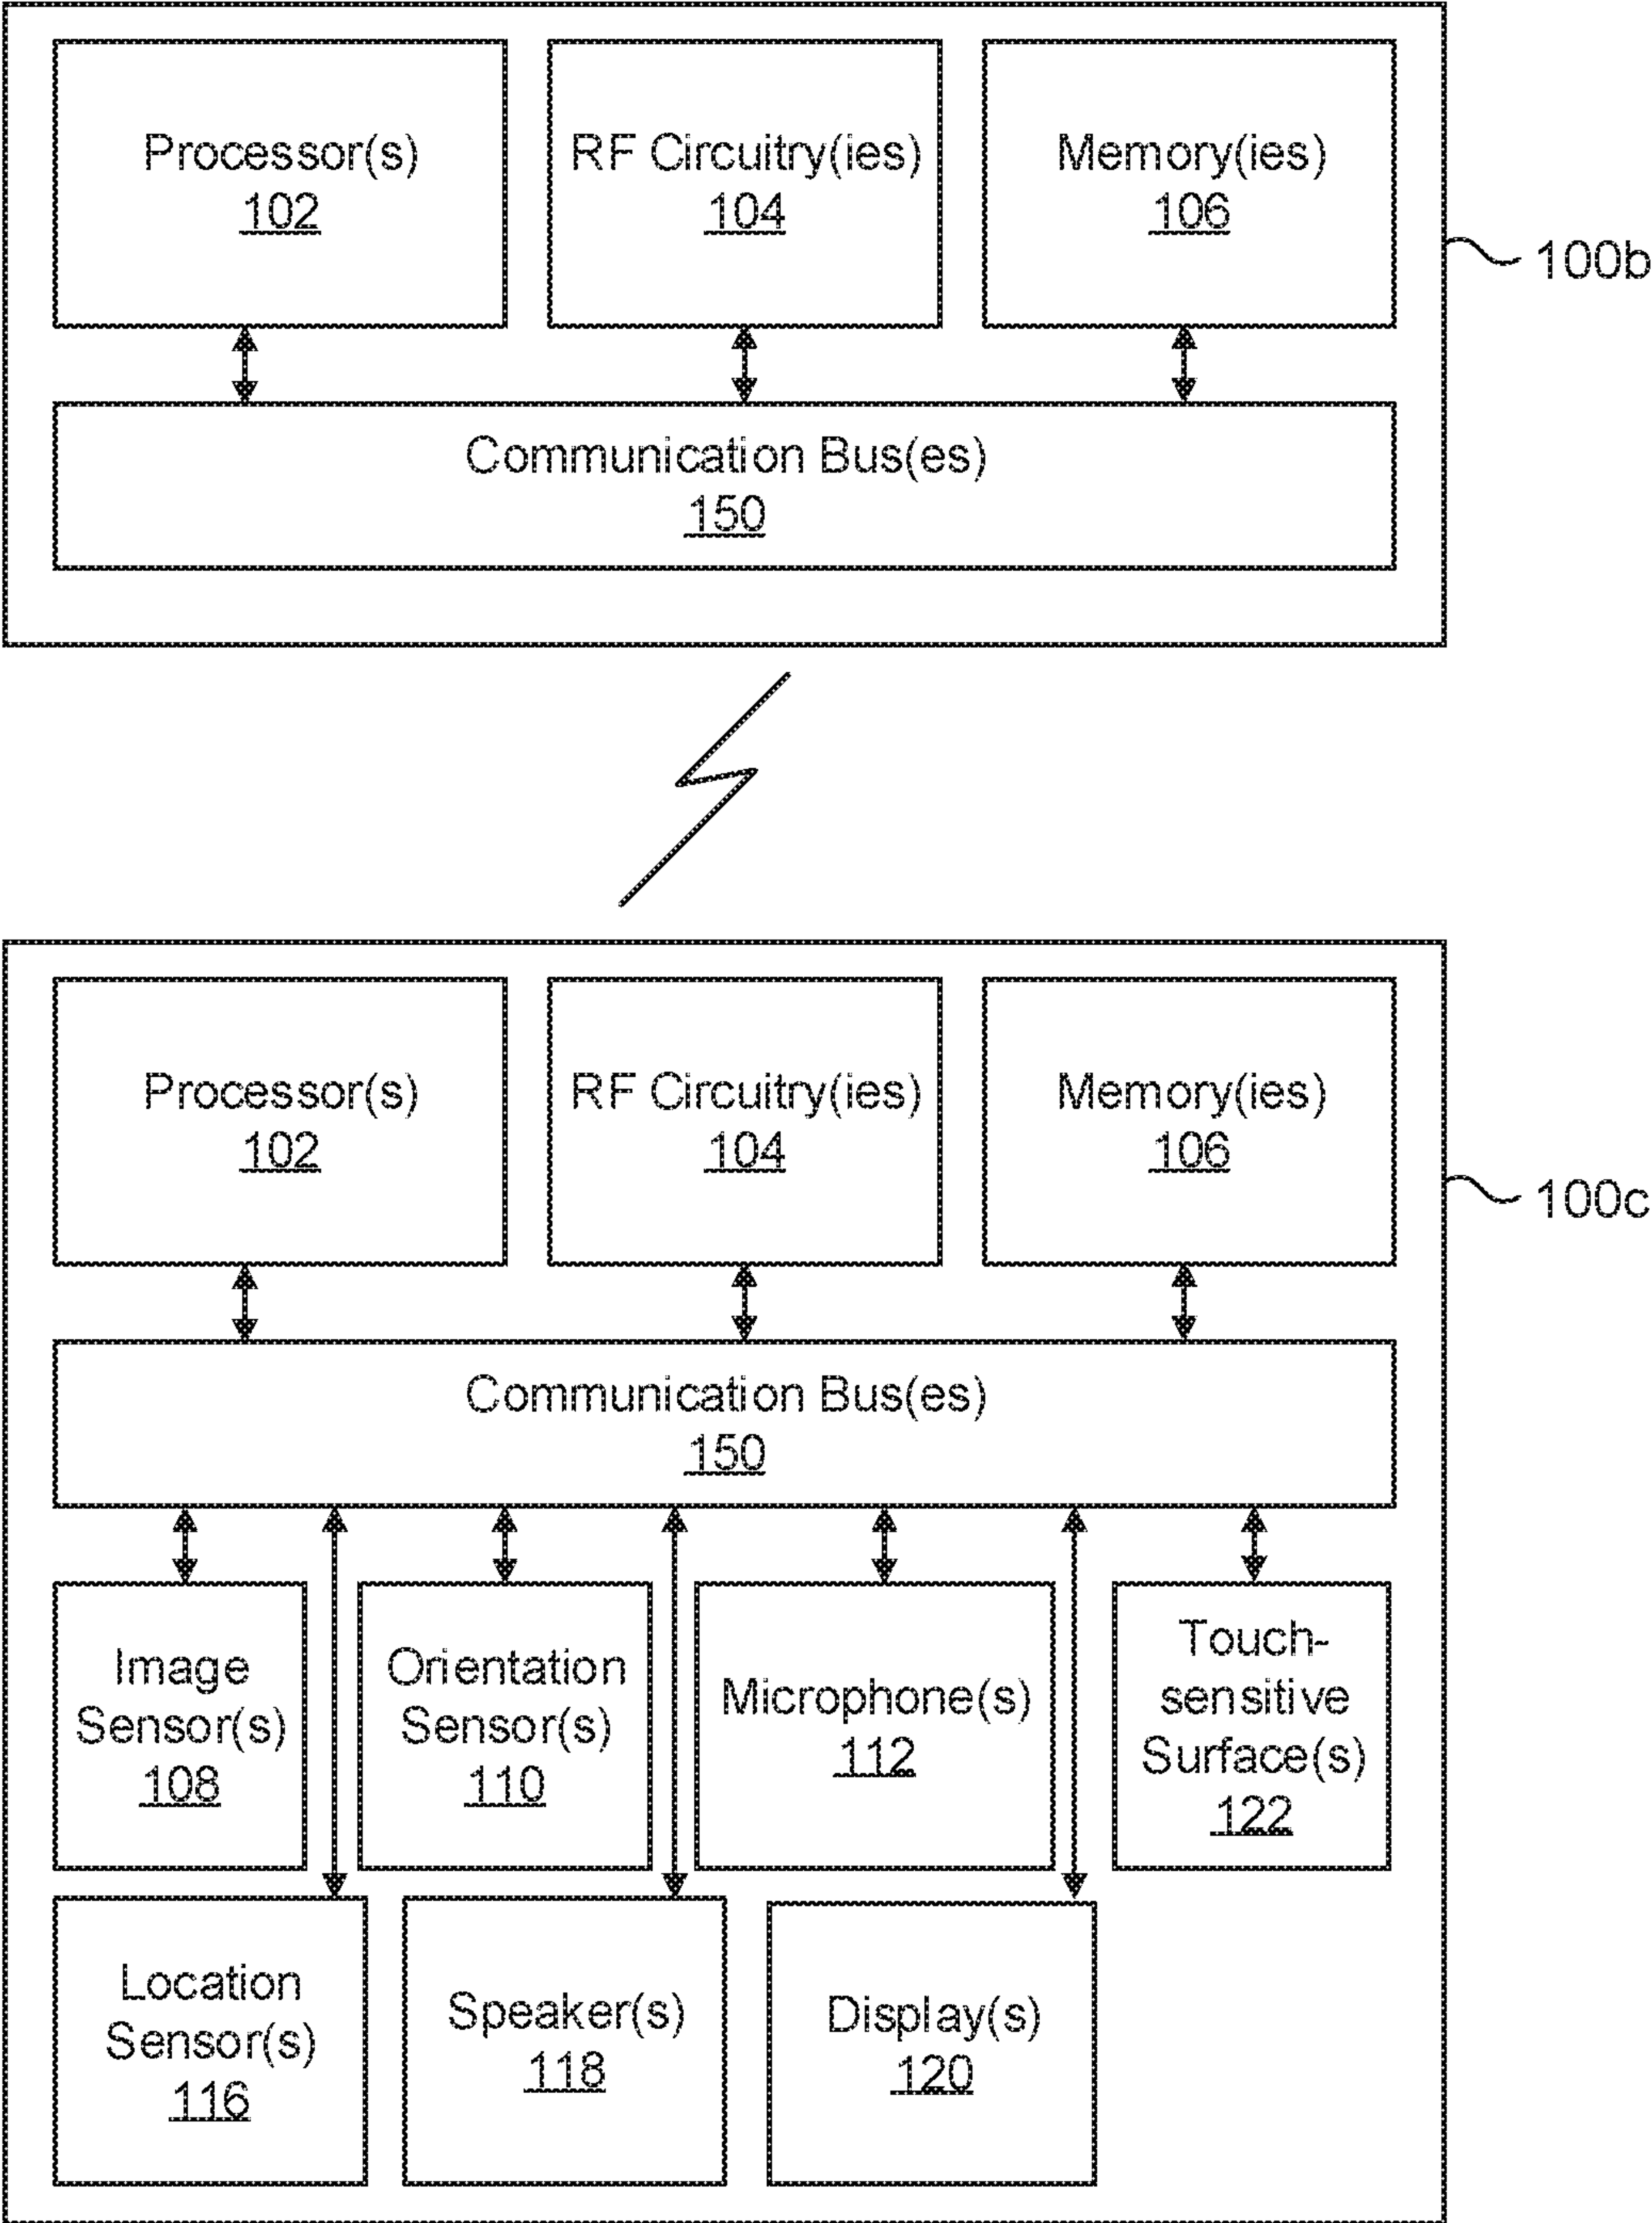 Processor(s)
102
RF Circuitry(ies)
104
Memory(ies)
106
100b
Communication Bus(es)
150
Processor(s)
102
RF Circuitry(ies)
104
Memory(ies)
106
100c
Communication Bus(es)
150
Image
Sensor(s)
108
Orientation
Sensor(s)
110
Microphone(s)
112
Touch-
sensitive
Surface(s)
122
Location
Sensor(s)
116
Speaker(s)
118
Display(s)
120